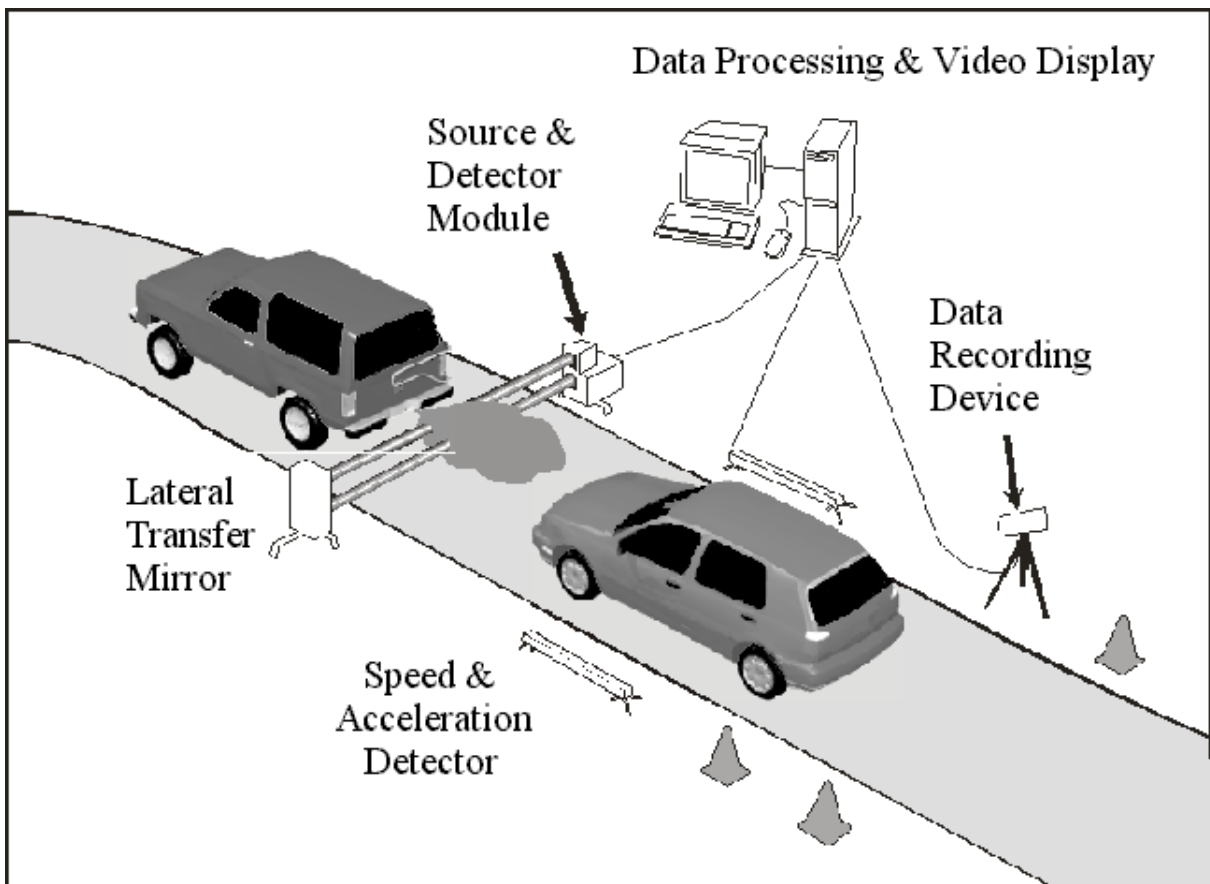 Data Processing & Video Display
Source &
Detector
Module
Data
Recording
Device
Lateral
Transfer
Mirror
Speed &
Acceleration
Detector